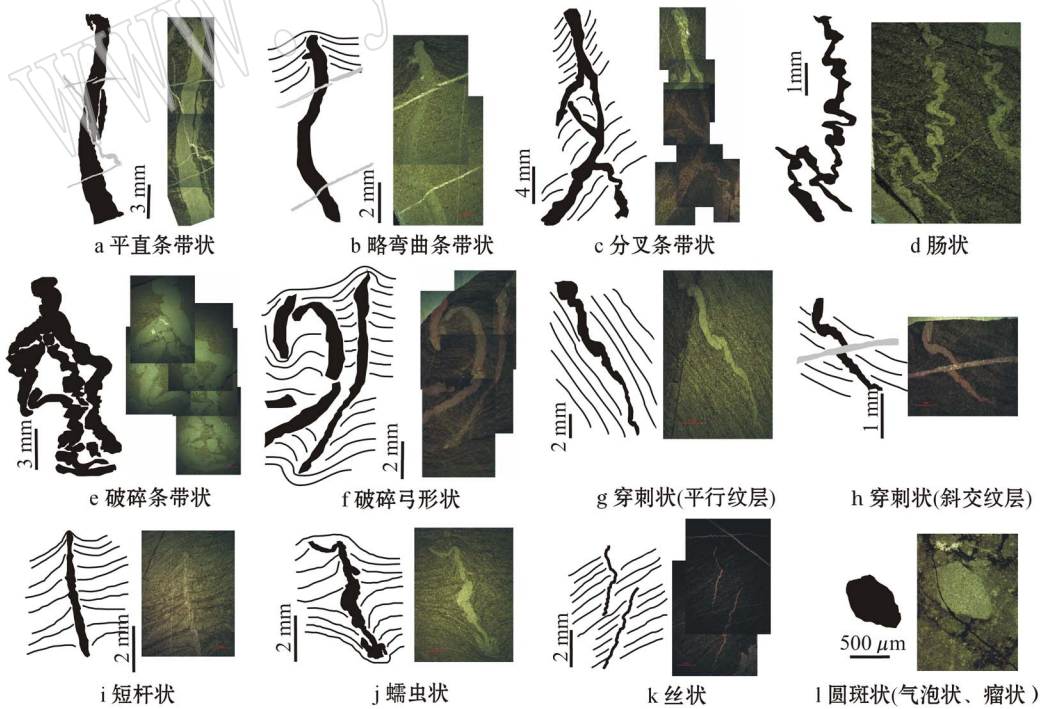 WWW.
3 mm
2 mm
4 mm
1mm
a 平直条带状
b 略弯曲条带状
c 分叉条带状
d 肠状
3 mm
2 mm
2 mm
1 mm
e 破碎条带状
f 破碎弓形状
g 穿刺状(平行纹层)
h 穿刺状(斜交纹层)
2 mm
2 mm
2 mm
500 μm
i 短杆状
j 蠕虫状
k 丝状
l 圆斑状(气泡状、瘤状)